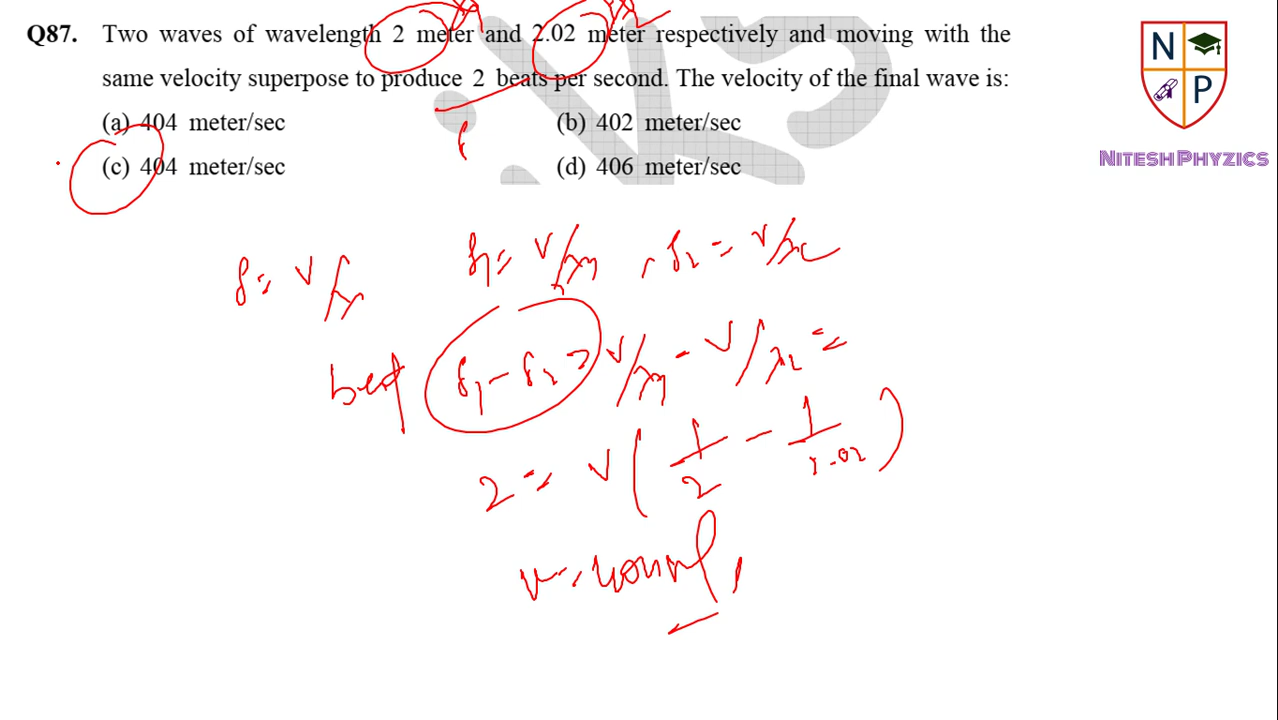 Q87. Two waves of wavelength 2 meter and 2.02 meter respectively and moving with the
same velocity superpose to produce 2 beats per second. The velocity of the final wave is:
(a) 404 meter/sec (b) 402 meter/sec
(c) 404 meter/sec (d) 406 meter/sec
N P
NITESH PHYZICS
f = v/λ f1 = v/λ1 , f2 = v/λ2
beat f1 - f2 = v/λ1 - v/λ2 =
2 = v ( 1/2 - 1/2.02 )